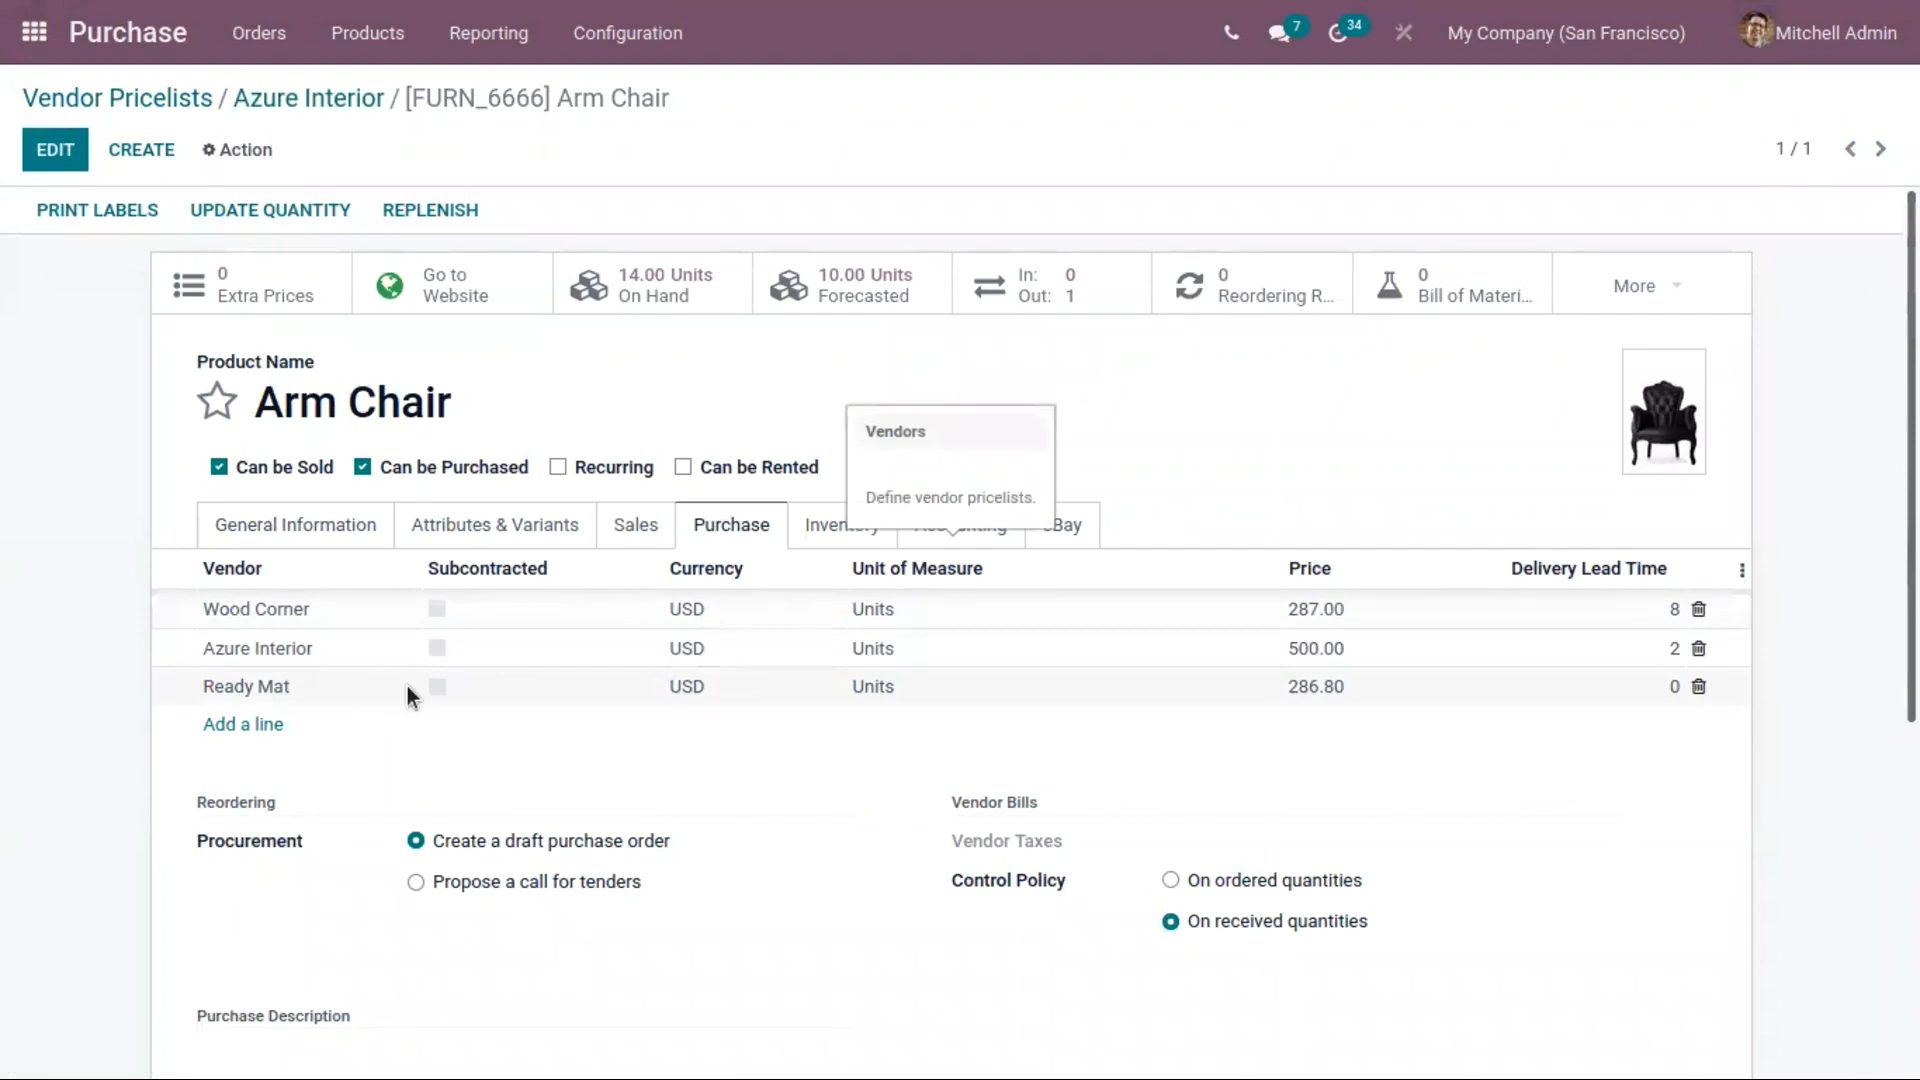 Purchase Orders Products Reporting Configuration 7 34 My Company (San Francisco) Mitchell Admin
Vendor Pricelists / Azure Interior / [FURN_6666] Arm Chair
EDIT CREATE Action 1 / 1
PRINT LABELS UPDATE QUANTITY REPLENISH
0 Extra Prices
Go to Website
14.00 Units On Hand
10.00 Units Forecasted
In: 0
Out: 1
0 Reordering R...
0 Bill of Materi...
More
Product Name
Arm Chair
Vendors
Can be Sold Can be Purchased Recurring Can be Rented
Define vendor pricelists.
General Information Attributes & Variants Sales Purchase Inventory Accounting eBay
Vendor Subcontracted Currency Unit of Measure Price Delivery Lead Time
Wood Corner USD Units 287.00 8
Azure Interior USD Units 500.00 2
Ready Mat USD Units 286.80 0
Add a line
Reordering
Procurement Create a draft purchase order
Propose a call for tenders
Vendor Bills
Vendor Taxes
Control Policy On ordered quantities
On received quantities
Purchase Description